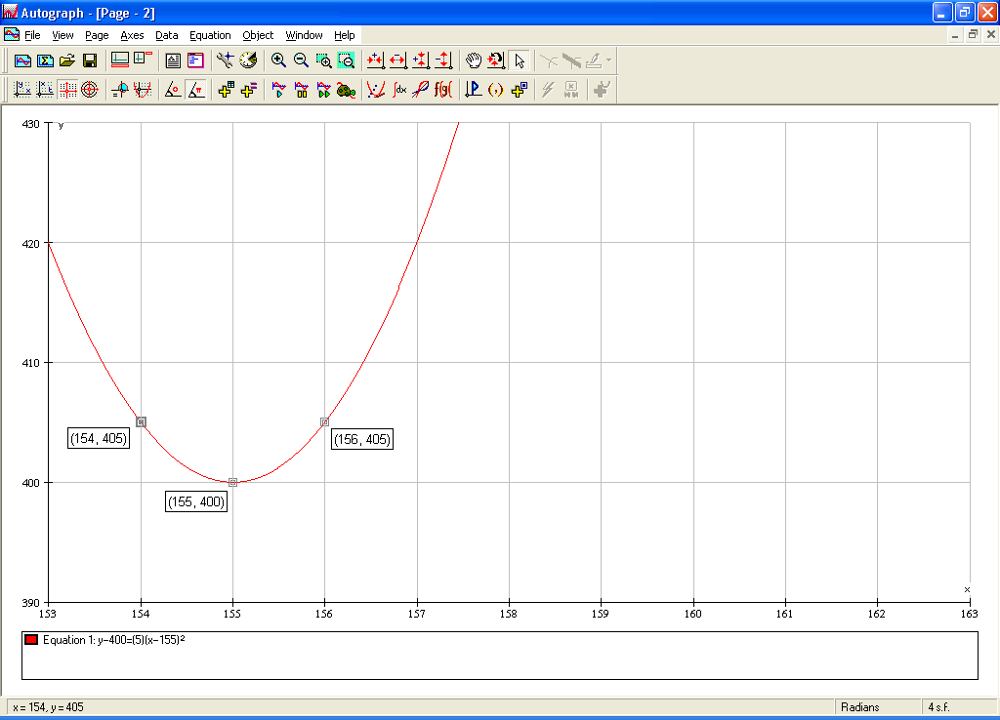 Autograph - [Page - 2]
File View Page Axes Data Equation Object Window Help
430
y
420
410
(154, 405)
(156, 405)
400
(155, 400)
x
390
153 154 155 156 157 158 159 160 161 162 163
Equation 1: y-400=(5)(x-155)²
x = 154, y = 405 Radians 4 s.f.